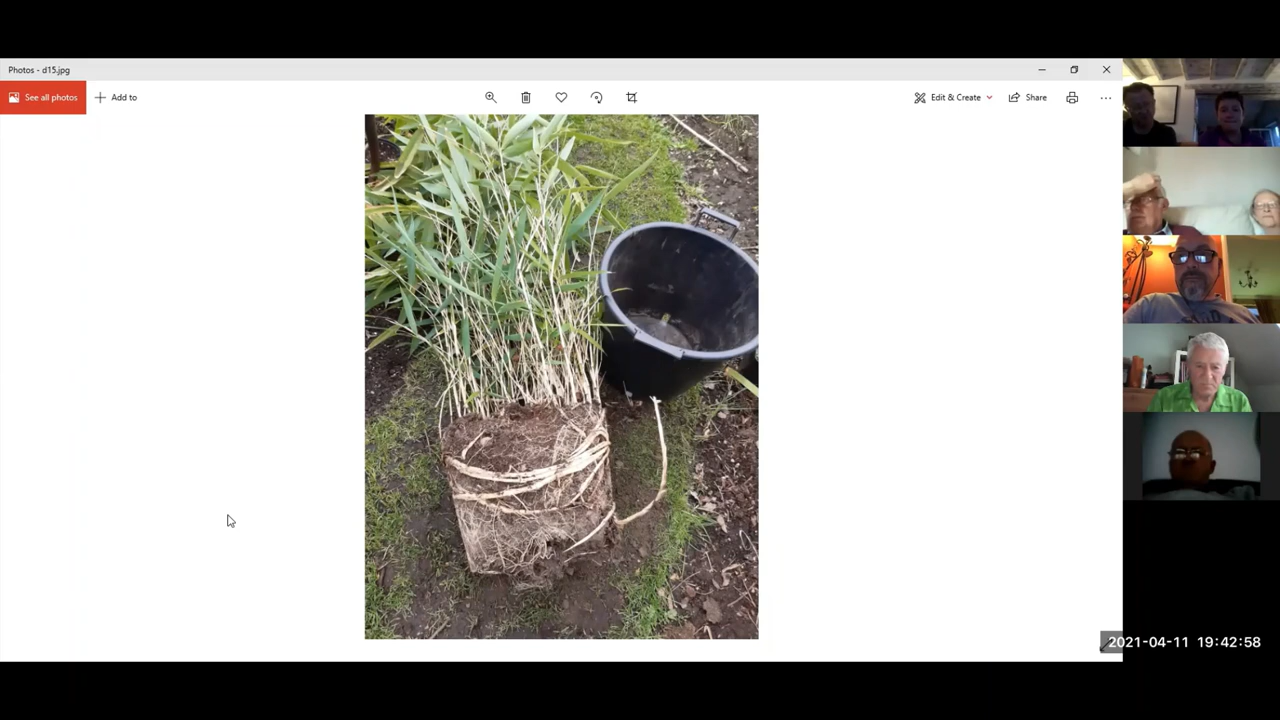 Photos - d15.jpg
See all photos
Add to
Edit & Create
Share
2021-04-11 19:42:58